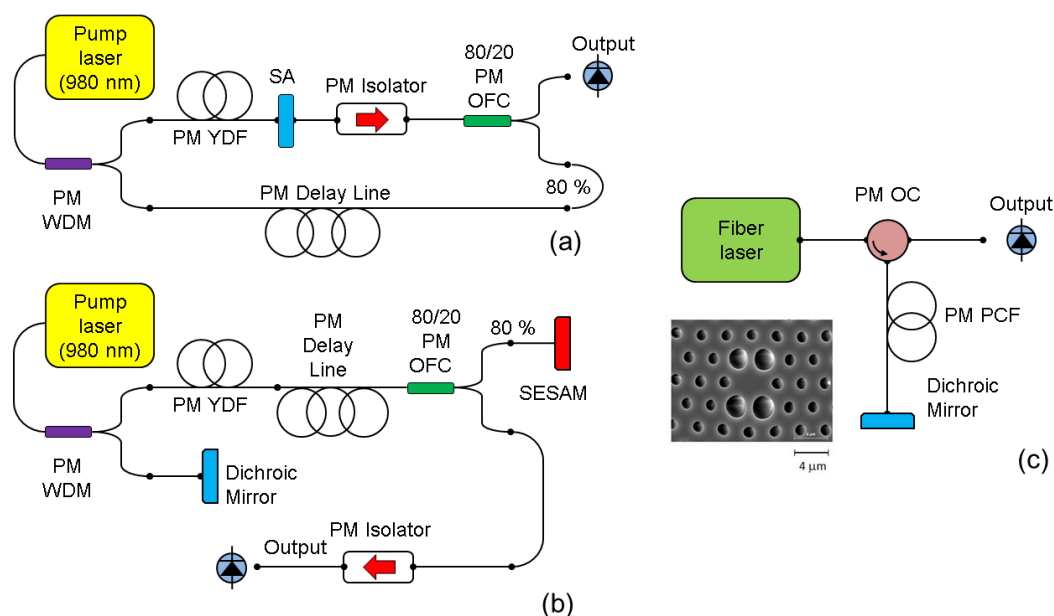 Pump
laser
(980 nm)
PM YDF
SA
PM Isolator
80/20
PM
OFC
Output
80 %
PM
WDM
PM Delay Line
(a)
Pump
laser
(980 nm)
PM YDF
PM
Delay
Line
80/20
PM
OFC
80 %
SESAM
PM
WDM
Dichroic
Mirror
PM Isolator
Output
(b)
Fiber
laser
PM OC
Output
PM PCF
Dichroic
Mirror
4 μm
(c)